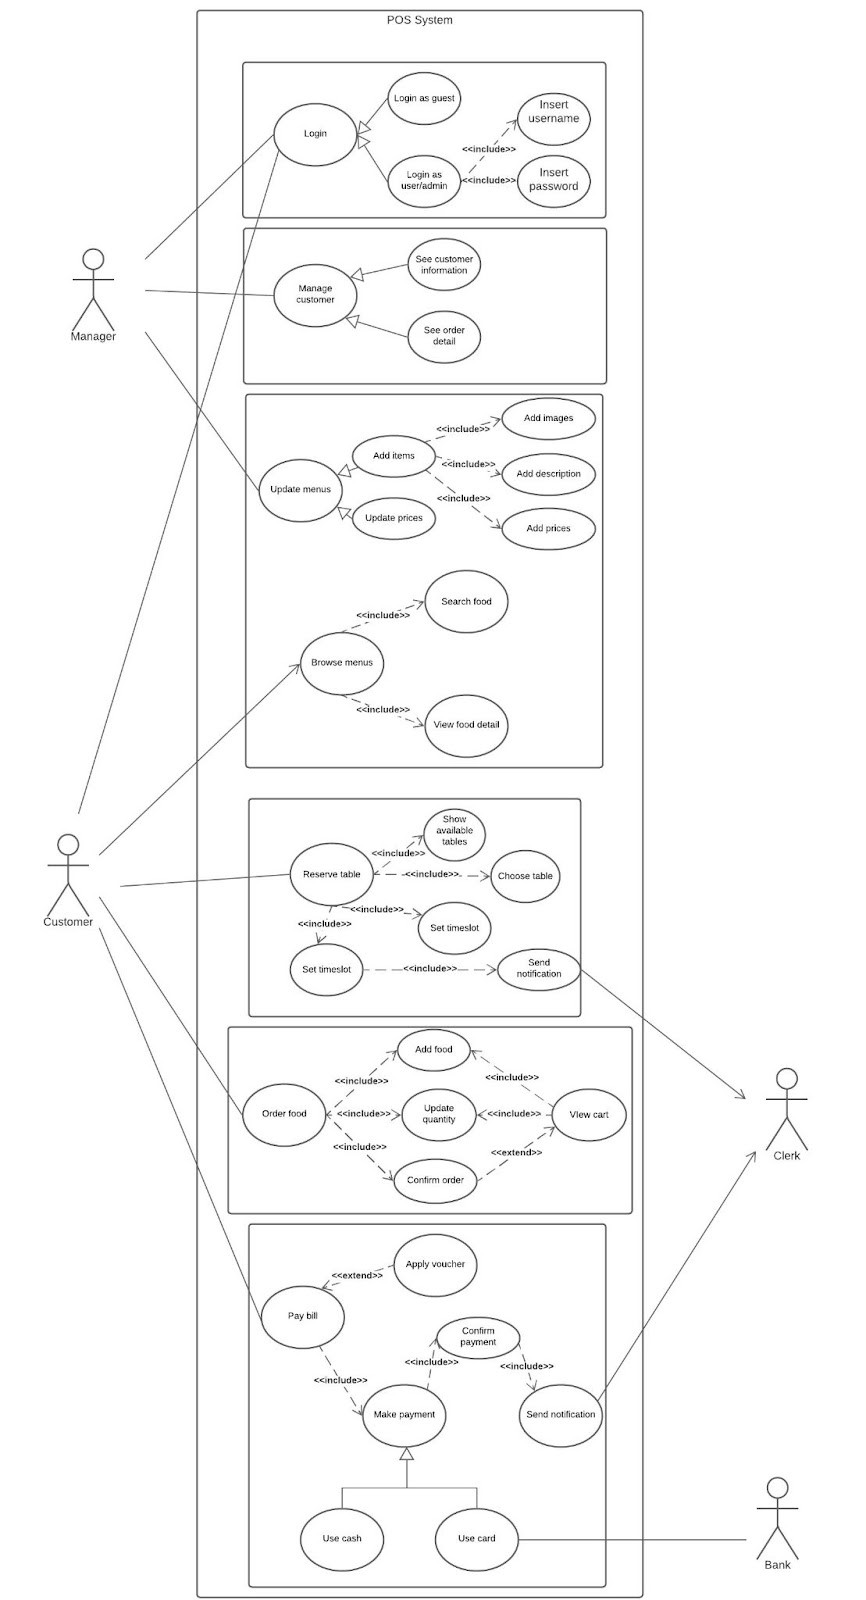 POS System
Login as guest
Insert
username
Login
<<include>>
Login as
user/admin
<<include>>
Insert
password
See customer
information
Manage
customer
See order
detail
Manager
Add images
<<include>>
Add items
<<include>>
Add description
Update menus
<<include>>
Update prices
Add prices
Search food
<<include>>
Browse menus
<<include>>
View food detail
Show
available
tables
<<include>>
Reserve table
<<include>>
Choose table
<<include>>
<<include>>
Set timeslot
Customer
Set timeslot
<<include>>
Send
notification
Add food
<<include>>
<<include>>
Order food
<<include>>
Update
quantity
<<include>>
VIew cart
<<include>>
<<extend>>
Confirm order
Clerk
Apply voucher
<<extend>>
Pay bill
Confirm
payment
<<include>>
<<include>>
<<include>>
Make payment
Send notification
Use cash
Use card
Bank